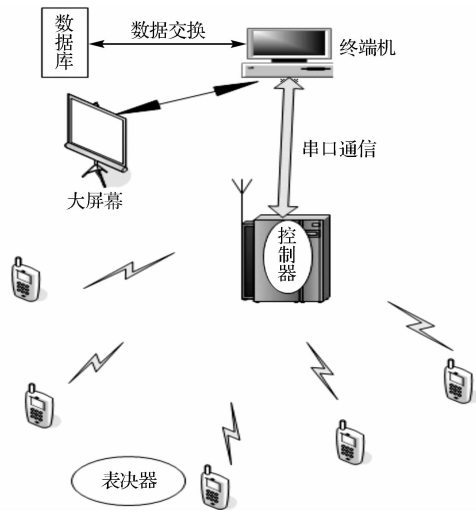 数据库
数据交换
终端机
串口通信
大屏幕
控制器
表决器